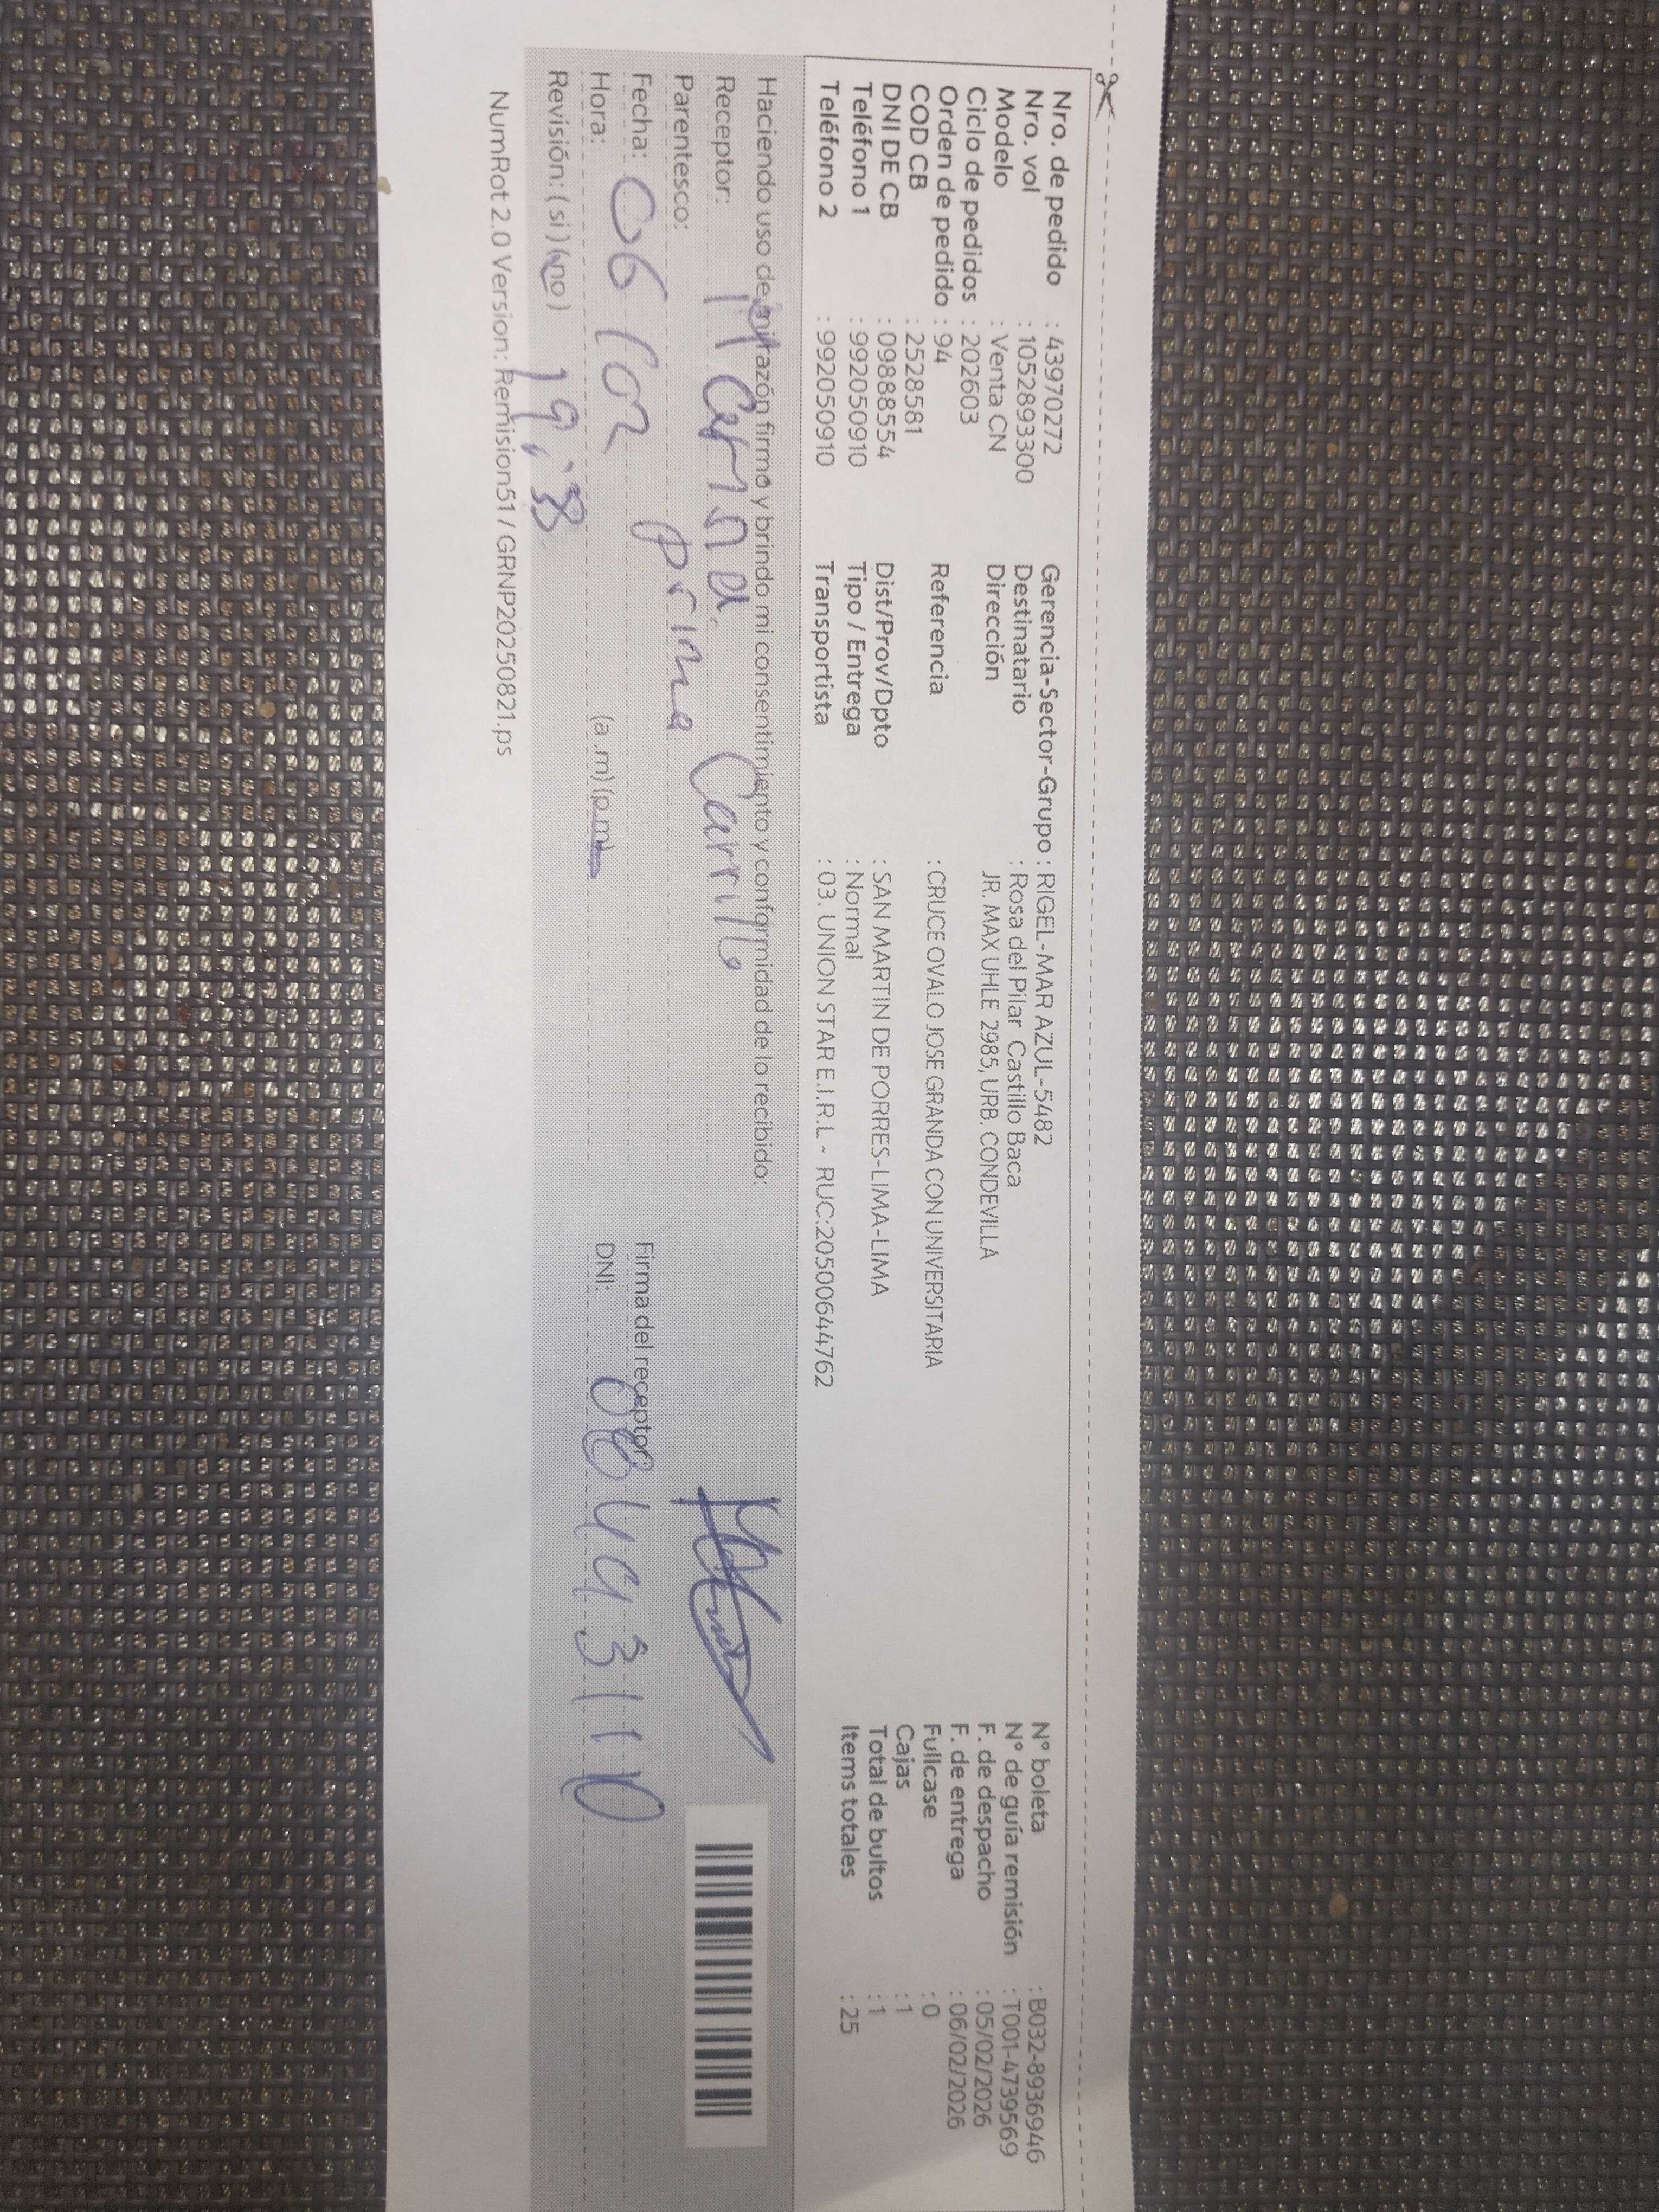 Nro. de pedido : 43970272
Nro. vol : 1052893300
Modelo : Venta CN
Ciclo de pedidos : 202603
Orden de pedido : 94
COD CB : 2528581
DNI DE CB : 09888554
Teléfono 1 : 992050910
Teléfono 2 : 992050910
Gerencia-Sector-Grupo : RIGEL-MAR AZUL-5482
Destinatario : Rosa del Pilar Castillo Baca
Dirección JR. MAX UHLE 2985, URB. CONDEVILLA
Referencia : CRUCE OVALO JOSE GRANDA CON UNIVERSITARIA
Dist/Prov/Dpto : SAN MARTIN DE PORRES-LIMA-LIMA
Tipo / Entrega : Normal
Transportista : 03. UNION STAR E.I.R.L - RUC:20500644762
N° boleta : B032-8936946
N° de guía remisión : T001-4739569
F. de despacho : 05/02/2026
F. de entrega : 06/02/2026
Fullcase : 0
Cajas : 1
Total de bultos : 1
Items totales : 25
Haciendo uso de mi razón firmo y brindo mi consentimiento y conformidad de lo recibido:
Receptor: Carrillo
Parentesco: prima
Fecha: 06/02
Hora: 19:38 (a.m)(p.m)
Revisión: (si)(no)
Firma del receptor:
DNI:
NumRot 2.0 Version: Remision51 / GRNP20250821.ps